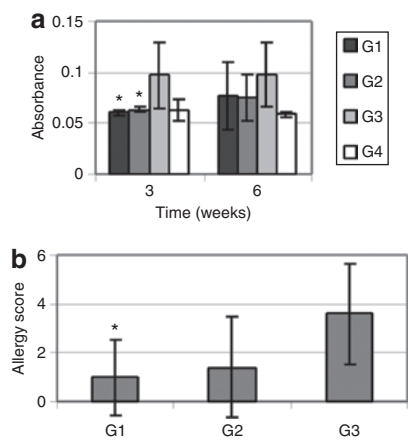 a
0.15
0.1
0.05
0
Absorbance
* *
3 6
Time (weeks)
G1
G2
G3
G4
b
6
4
2
0
Allergy score
*
G1 G2 G3